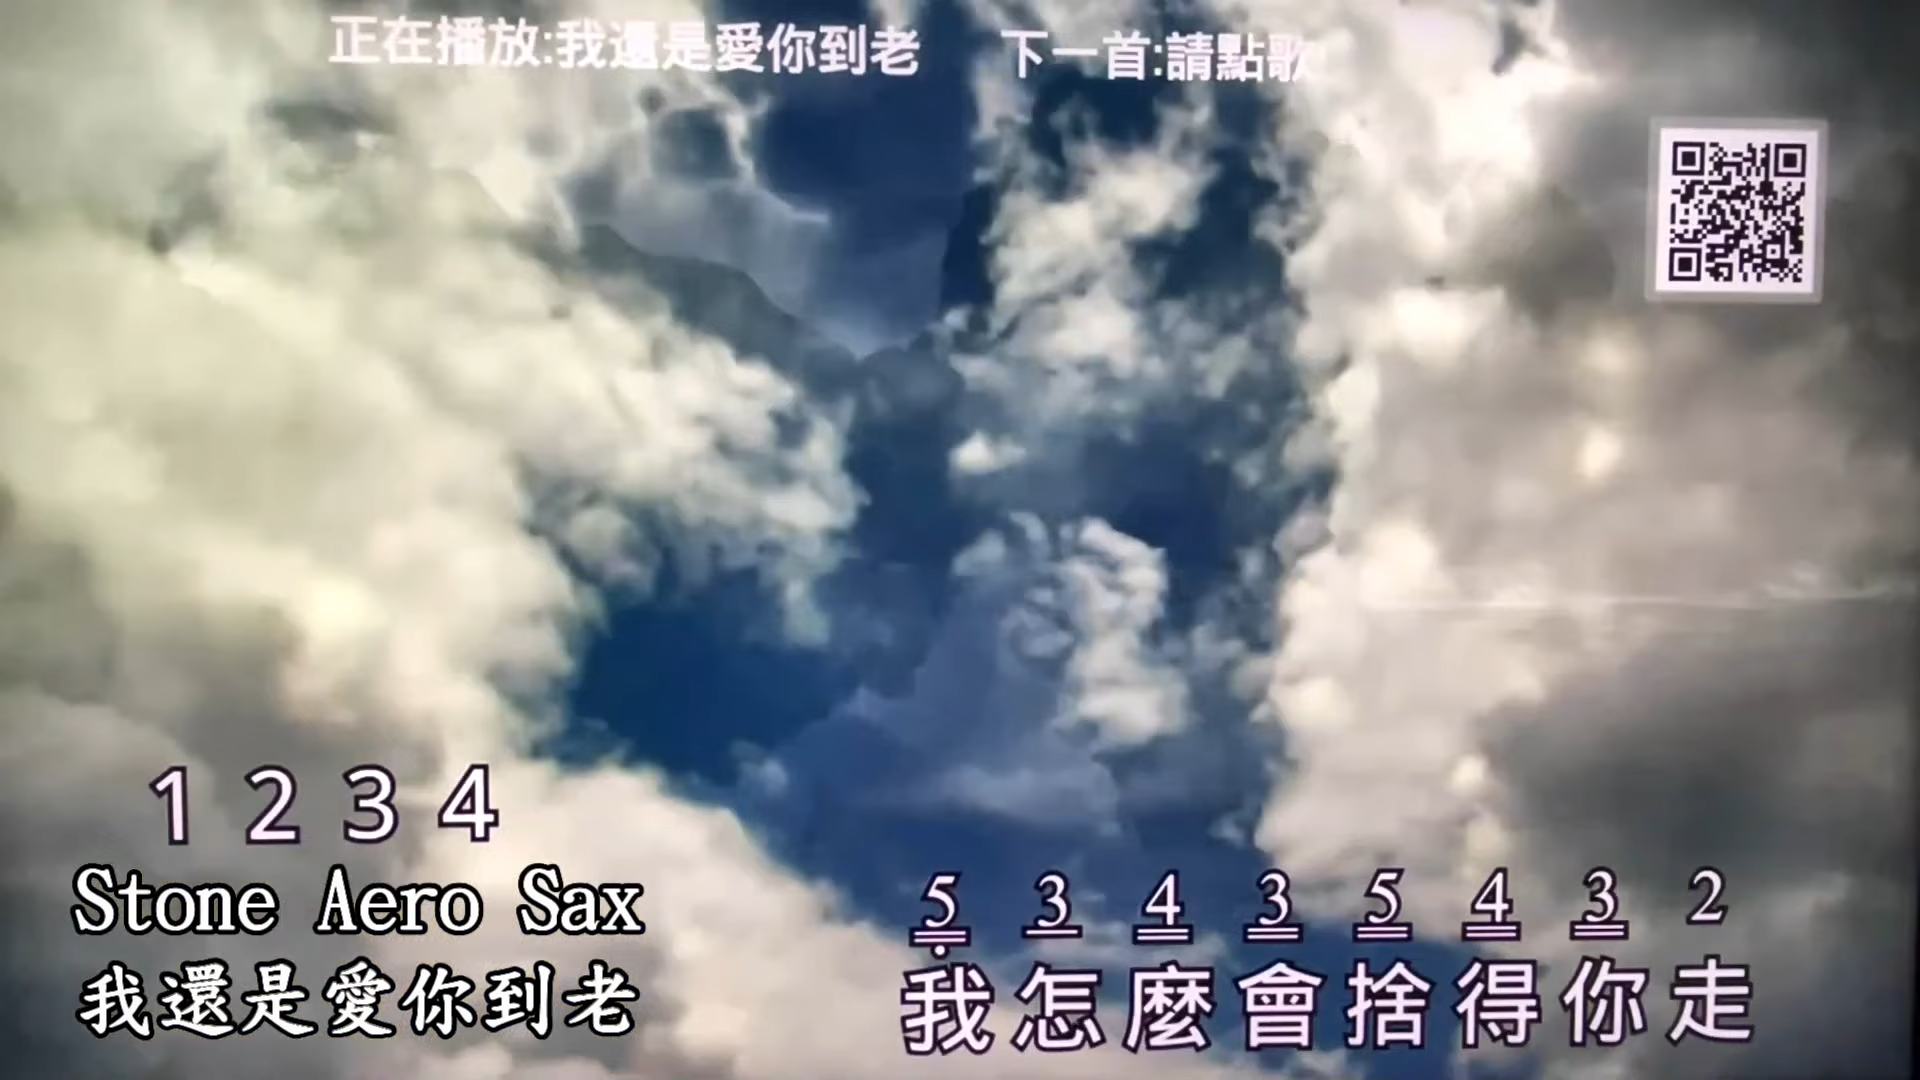 正在播放:我還是愛你到老 下一首:請點歌!
1 2 3 4
Stone Aero Sax
我還是愛你到老
5 3 4 3 5 4 3 2
我怎麼會捨得你走